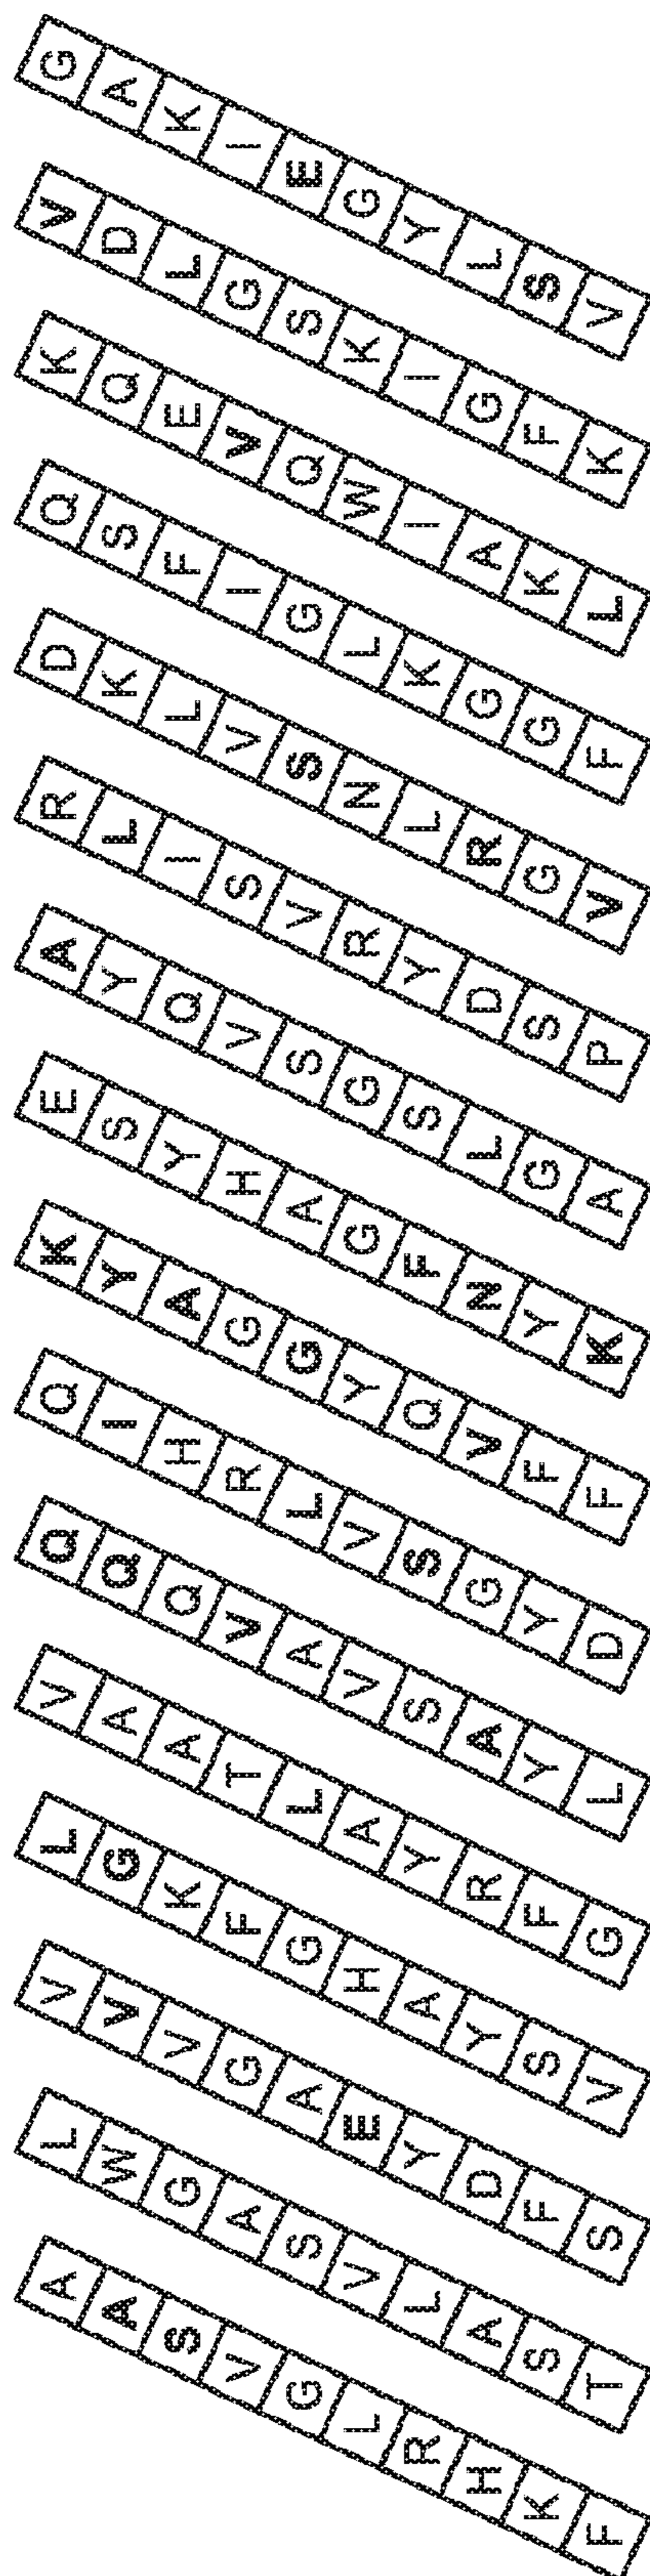 GAKIEGYLSV
VDLGSKIGFK
KQEVQWIAKL
QSFIGLKGGF
DKLVSNLRGV
RLISVRYDSP
AYQVSGSLGA
ESYHAGFNYK
KYAGGYQVFF
QIHRLVSGYD
QQQVAVSAYL
VAATLAYRFG
LGKFGHAYSV
VVVGAEYDFS
LWGASVLAST
AASVGLRHKF